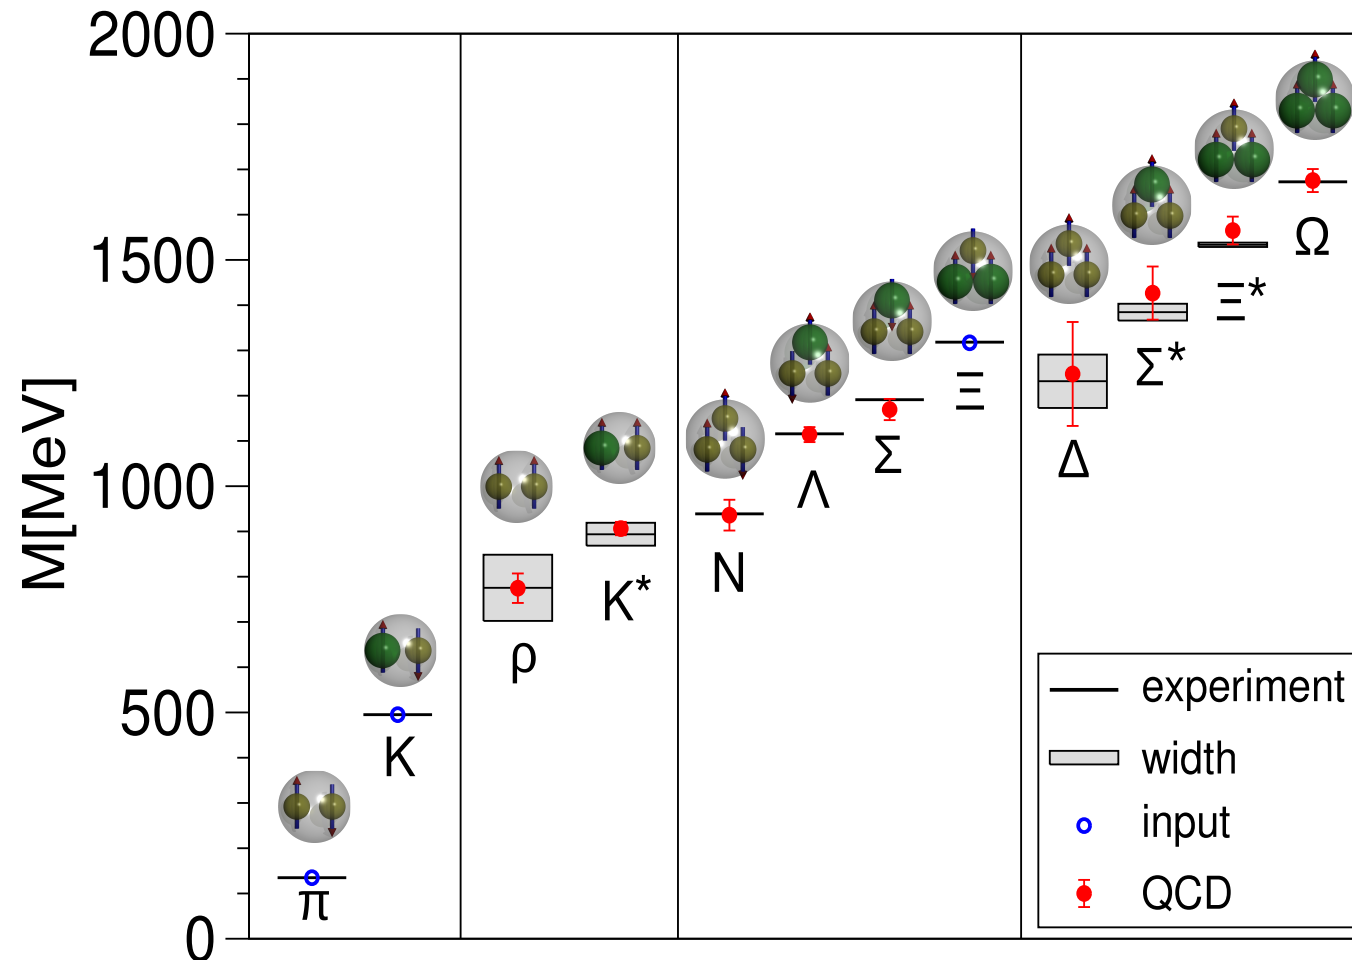 2000
1500
1000
500
0
M[MeV]
π
K
ρ
K*
N
Λ
Σ
Ξ
Δ
Σ*
Ξ*
Ω
experiment
width
input
QCD